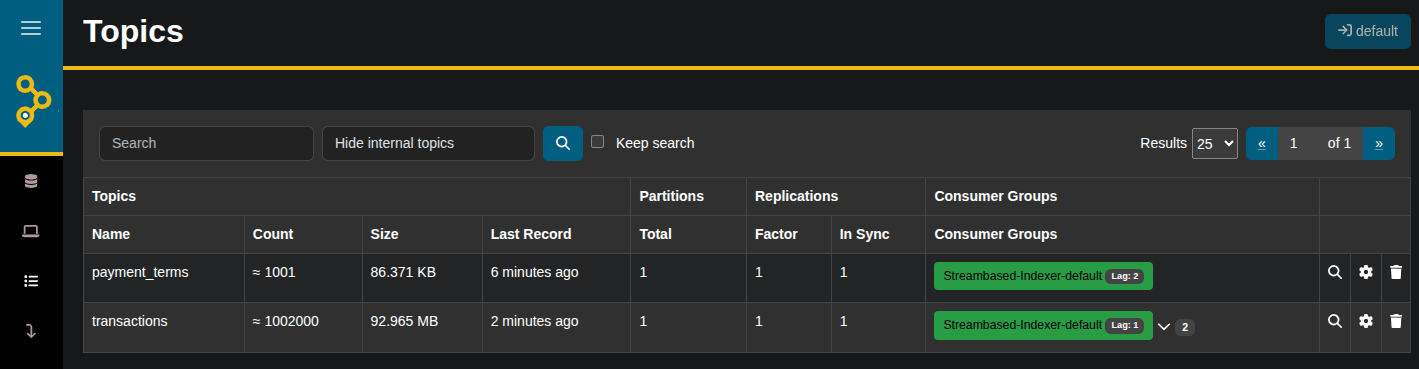 Topics
default
Search
Hide internal topics
Keep search
Results 25 « 1 of 1 »
Topics Partitions Replications Consumer Groups
Name Count Size Last Record Total Factor In Sync Consumer Groups
payment_terms ≈ 1001 86.371 KB 6 minutes ago 1 1 1 Streambased-Indexer-default Lag: 2
transactions ≈ 1002000 92.965 MB 2 minutes ago 1 1 1 Streambased-Indexer-default Lag: 1 2